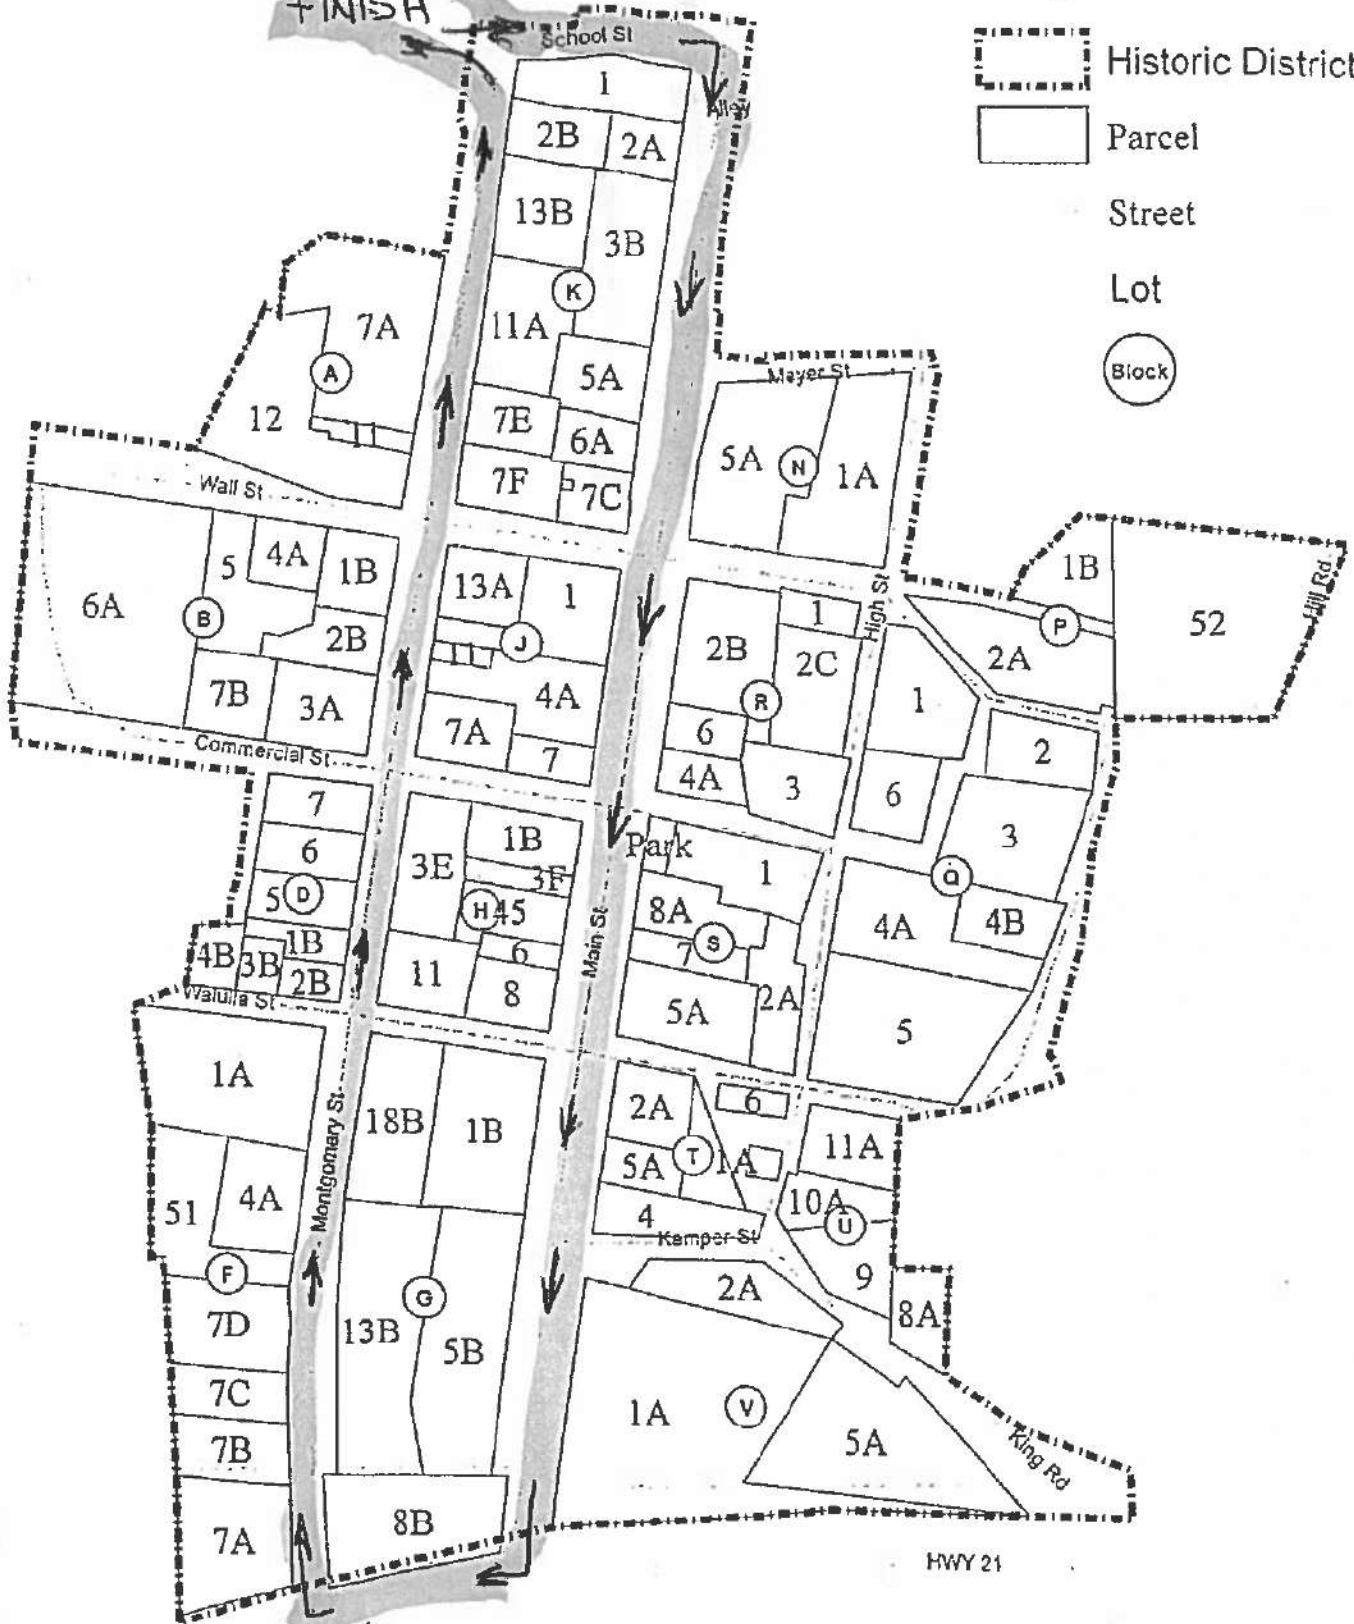 FINISH
School St
Alley
1
2B
2A
13B
3B
K
11A
5A
7E
6A
7F
7C
Historic District
Parcel
Street
Lot
Block
7A
A
12
11
Wall St
Mayer St
5A
N
1A
6A
5
4A
1B
B
2B
7B
3A
13A
1
J
11
4A
7A
7
1
2B
2C
R
6
4A
3
High St
1B
P
52
2A
Hill Rd
1
2
6
3
Q
4A
4B
5
Commercial St
7
6
5
D
1B
4B
3B
2B
Walulla St
3E
1B
3F
H
45
6
11
8
Main St
Park
1
8A
S
7
5A
2A
1A
51
4A
F
7D
7C
7B
7A
Montgomary St
18B
1B
G
13B
5B
8B
2A
6
T
5A
1A
4
Kemper St
11A
10A
U
9
8A
2A
1A
V
5A
King Rd
HWY 21